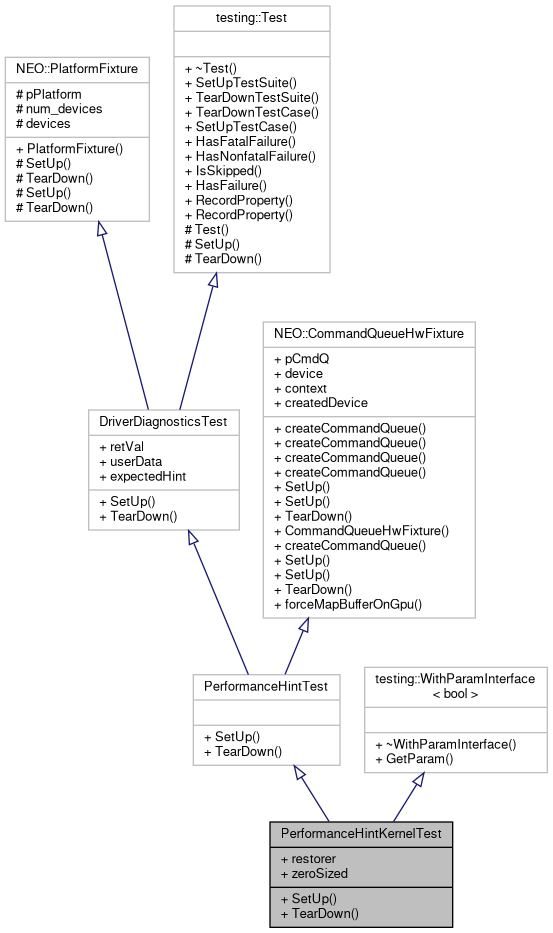 testing::Test
+ ~Test()
+ SetUpTestSuite()
+ TearDownTestSuite()
+ TearDownTestCase()
+ SetUpTestCase()
+ HasFatalFailure()
+ HasNonfatalFailure()
+ IsSkipped()
+ HasFailure()
+ RecordProperty()
+ RecordProperty()
# Test()
# SetUp()
# TearDown()
NEO::PlatformFixture
# pPlatform
# num_devices
# devices
+ PlatformFixture()
# SetUp()
# TearDown()
# SetUp()
# TearDown()
NEO::CommandQueueHwFixture
+ pCmdQ
+ device
+ context
+ createdDevice
+ createCommandQueue()
+ createCommandQueue()
+ createCommandQueue()
+ createCommandQueue()
+ SetUp()
+ SetUp()
+ TearDown()
+ CommandQueueHwFixture()
+ createCommandQueue()
+ SetUp()
+ SetUp()
+ TearDown()
+ forceMapBufferOnGpu()
DriverDiagnosticsTest
+ retVal
+ userData
+ expectedHint
+ SetUp()
+ TearDown()
PerformanceHintTest
+ SetUp()
+ TearDown()
testing::WithParamInterface
< bool >
+ ~WithParamInterface()
+ GetParam()
PerformanceHintKernelTest
+ restorer
+ zeroSized
+ SetUp()
+ TearDown()